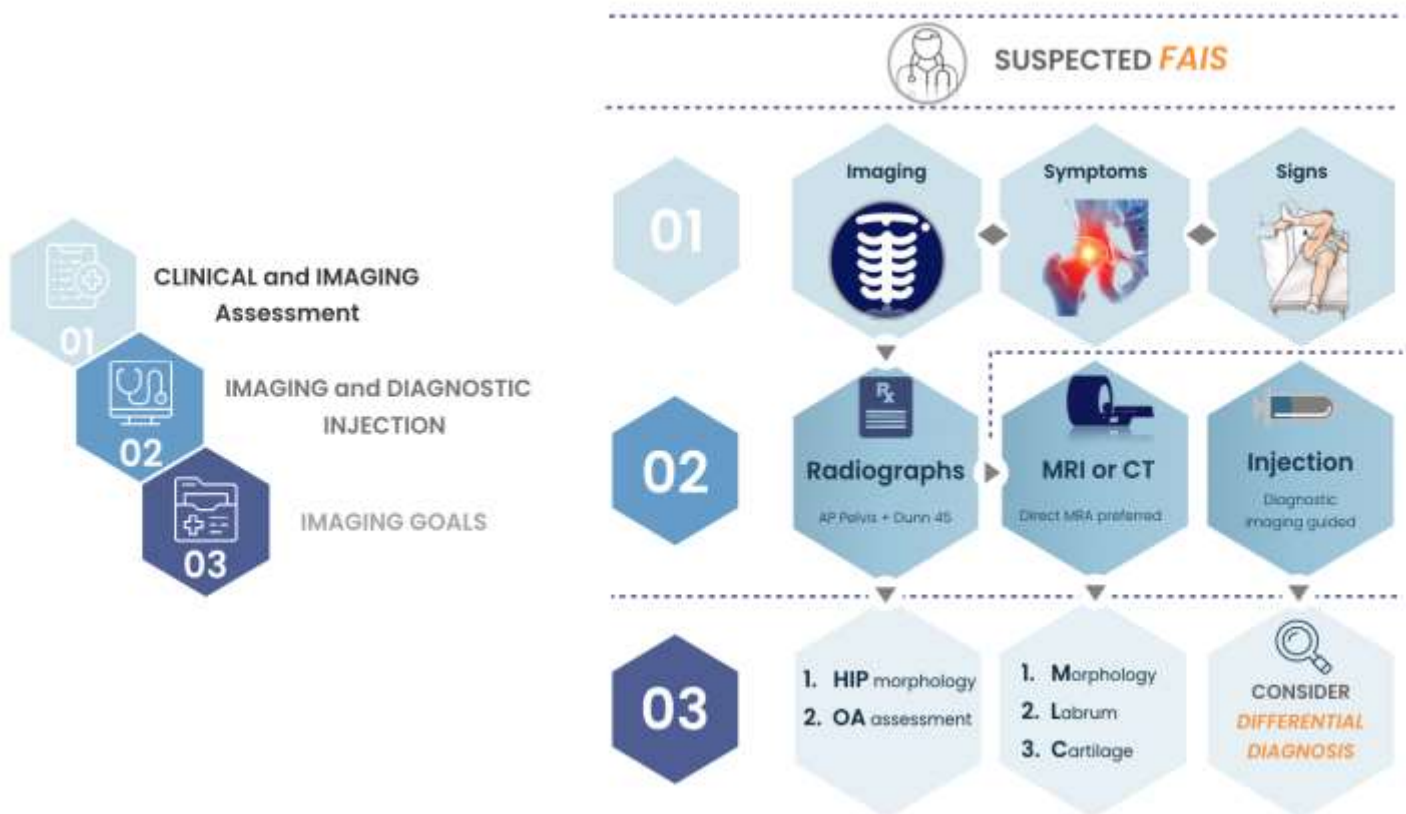 SUSPECTED FAIS
01
CLINICAL and IMAGING
Assessment
02
IMAGING and DIAGNOSTIC
INJECTION
03
IMAGING GOALS
01
Imaging
Symptoms
Signs
02
Rx
Radiographs
AP Pelvis + Dunn 45
MRI or CT
Direct MRA preferred
Injection
Diagnostic
imaging guided
03
1. HIP morphology
2. OA assessment
1. Morphology
2. Labrum
3. Cartilage
CONSIDER
DIFFERENTIAL
DIAGNOSIS